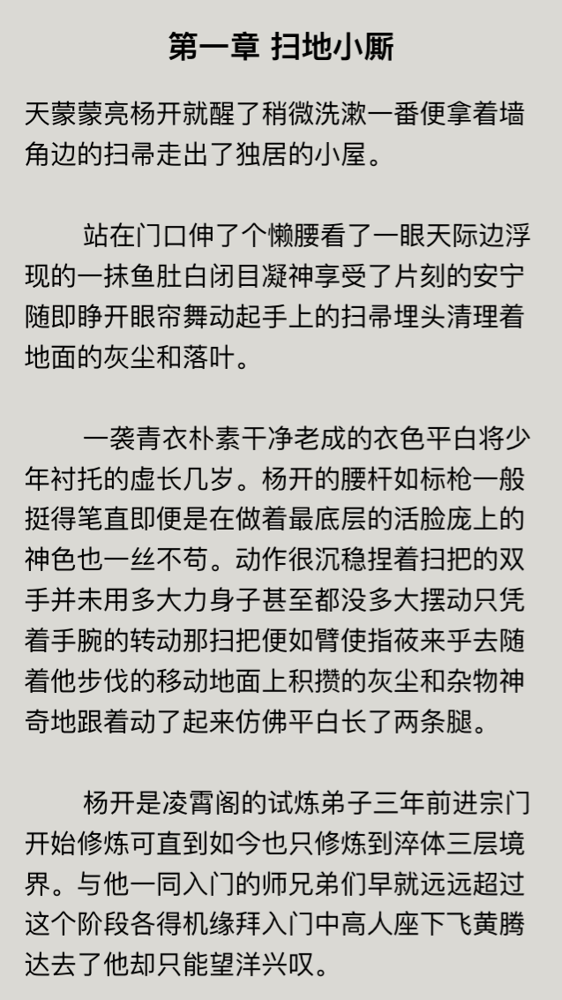 第一章 扫地小厮
天蒙蒙亮杨开就醒了稍微洗漱一番便拿着墙
角边的扫帚走出了独居的小屋。
站在门口伸了个懒腰看了一眼天际边浮
现的一抹鱼肚白闭目凝神享受了片刻的安宁
随即睁开眼帘舞动起手上的扫帚埋头清理着
地面的灰尘和落叶。
一袭青衣朴素干净老成的衣色平白将少
年衬托的虚长几岁。杨开的腰杆如标枪一般
挺得笔直即便是在做着最底层的活脸庞上的
神色也一丝不苟。动作很沉稳捏着扫把的双
手并未用多大力身子甚至都没多大摆动只凭
着手腕的转动那扫把便如臂使指莜来乎去随
着他步伐的移动地面上积攒的灰尘和杂物神
奇地跟着动了起来仿佛平白长了两条腿。
杨开是凌霄阁的试炼弟子三年前进宗门
开始修炼可直到如今也只修炼到淬体三层境
界。与他一同入门的师兄弟们早就远远超过
这个阶段各得机缘拜入门中高人座下飞黄腾
达去了他却只能望洋兴叹。